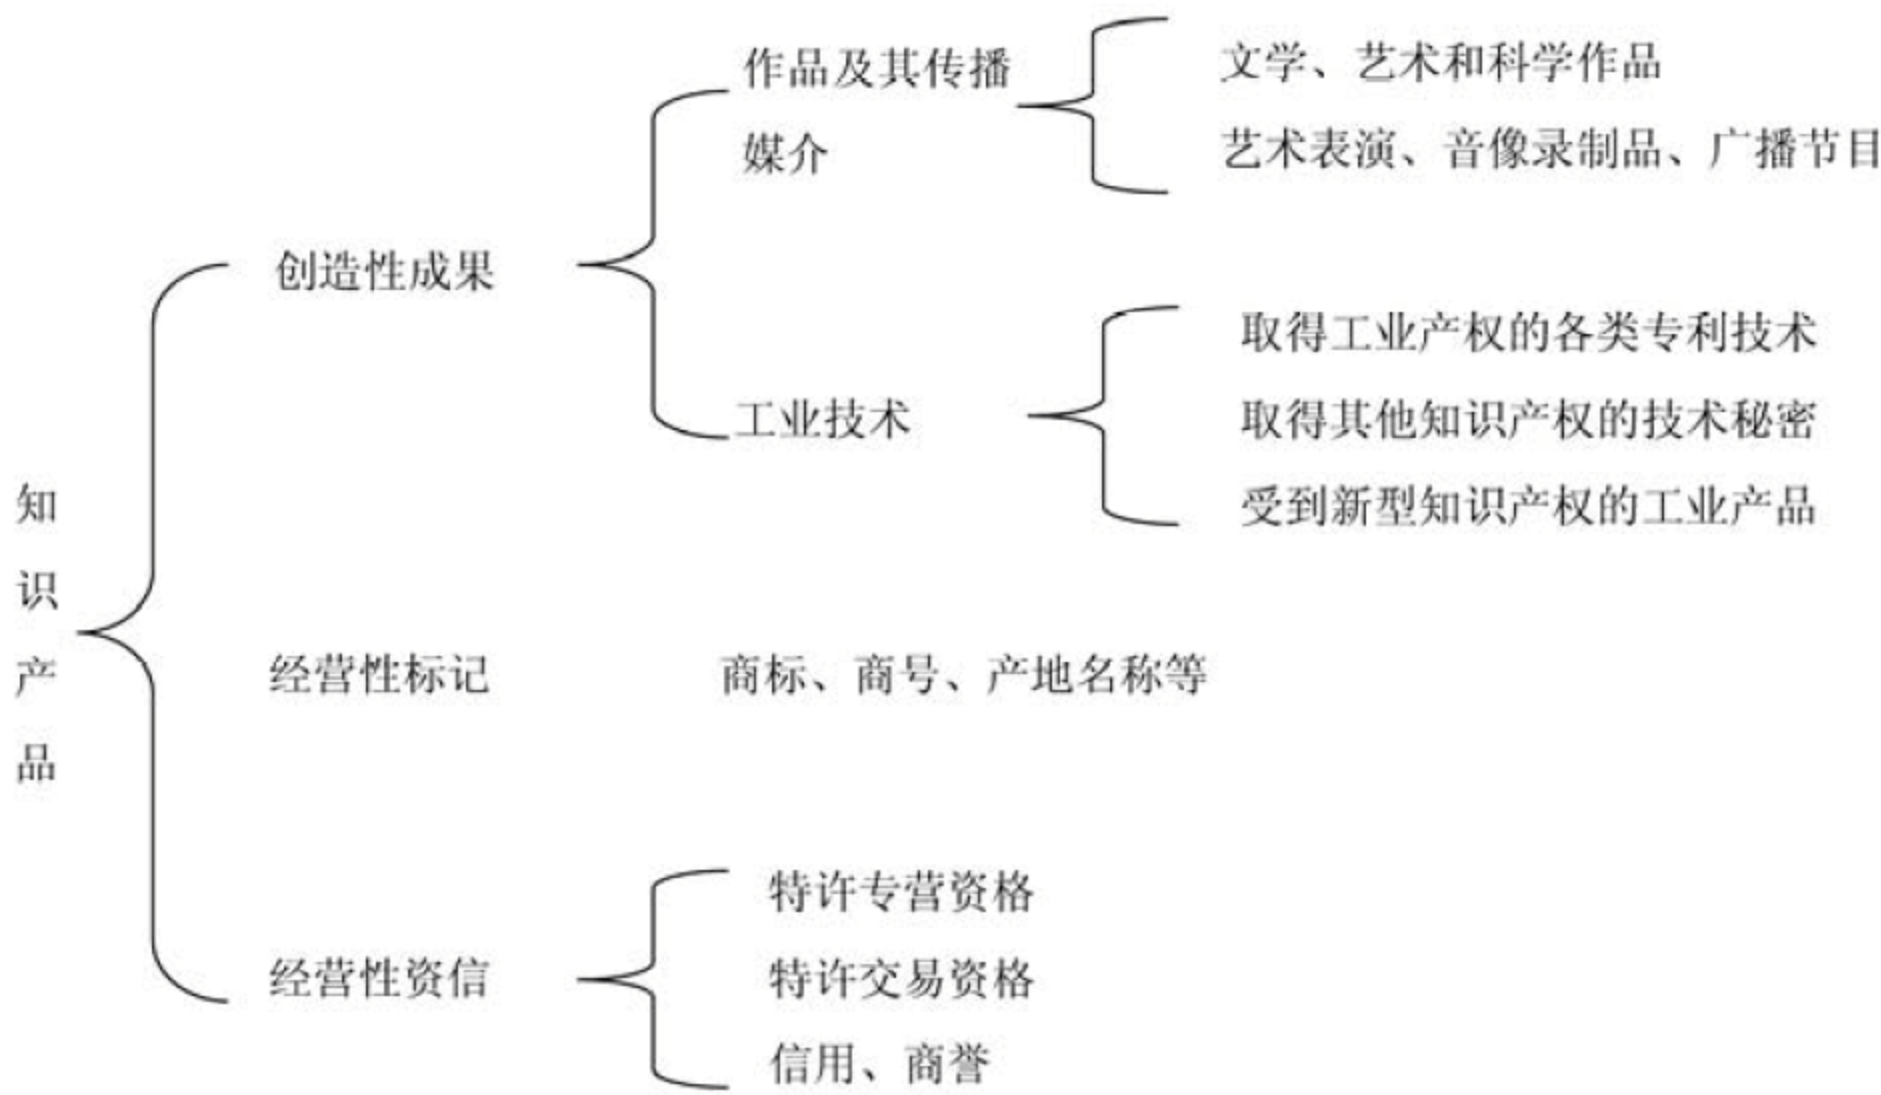 知识产品
创造性成果
作品及其传播
媒介
文学、艺术和科学作品
艺术表演、音像录制品、广播节目
工业技术
取得工业产权的各类专利技术
取得其他知识产权的技术秘密
受到新型知识产权的工业产品
经营性标记
商标、商号、产地名称等
经营性资信
特许专营资格
特许交易资格
信用、商誉